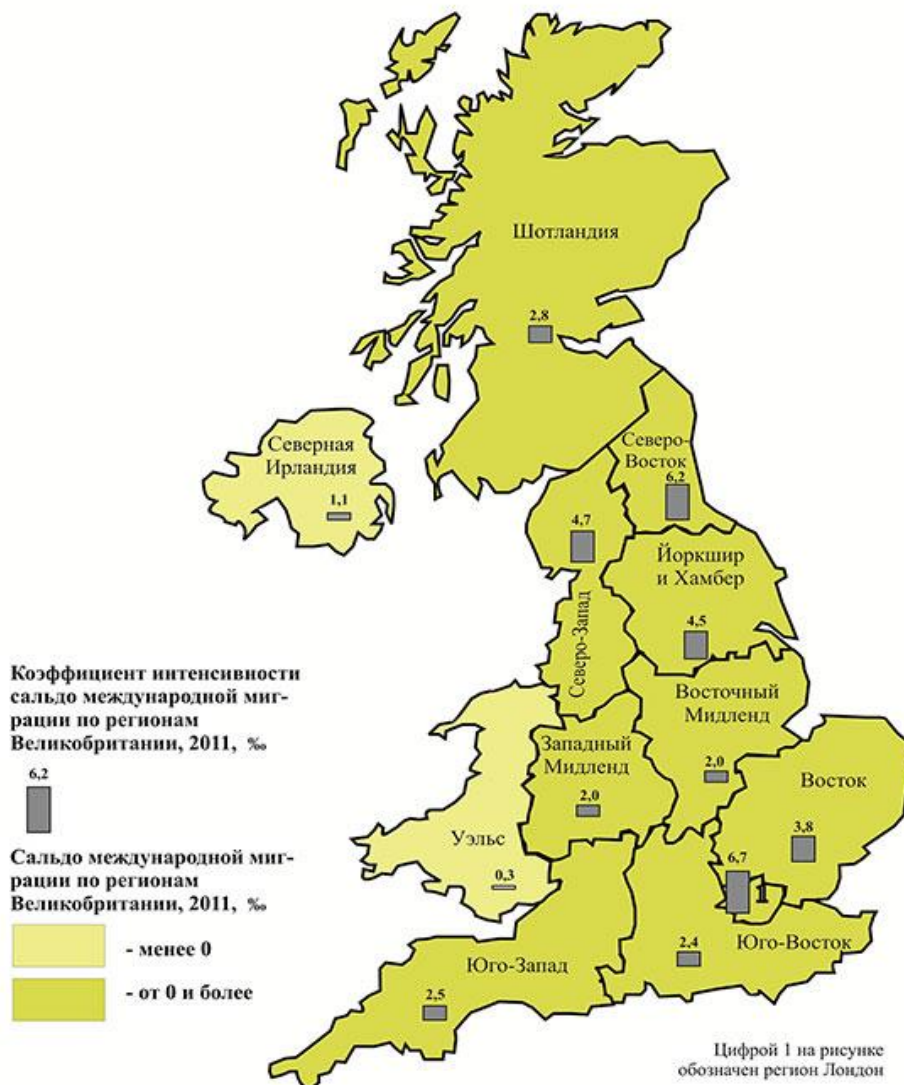 Шотландия
2,8
Северная
Ирландия
1,1
Северо-
Восток
6,2
4,7
Северо-Запад
Йоркшир
и Хамбер
4,5
Коэффициент интенсивности
сальдо международной миг-
рации по регионам
Великобритании, 2011, ‰
6,2
Восточный
Мидленд
2,0
Западный
Мидленд
2,0
Восток
3,8
Уэльс
0,3
6,7
1
Сальдо международной миг-
рации по регионам
Великобритании, 2011, ‰
- менее 0
- от 0 и более
Юго-Восток
2,4
Юго-Запад
2,5
Цифрой 1 на рисунке
обозначен регион Лондон